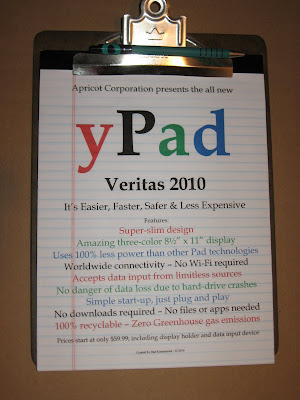 Apricot Corporation presents the all new
yPad
Veritas 2010
It's Easier, Faster, Safer & Less Expensive
Features:
Super-slim design
Amazing three-color 8½" x 11" display
Uses 100% less power than other Pad technologies
Worldwide connectivity – No Wi-Fi required
Accepts data input from limitless sources
No danger of data loss due to hard-drive crashes
Simple start-up, just plug and play
No downloads required – No files or apps needed
100% recyclable – Zero Greenhouse gas emissions
Prices start at only $59.99, including display holder and data input device